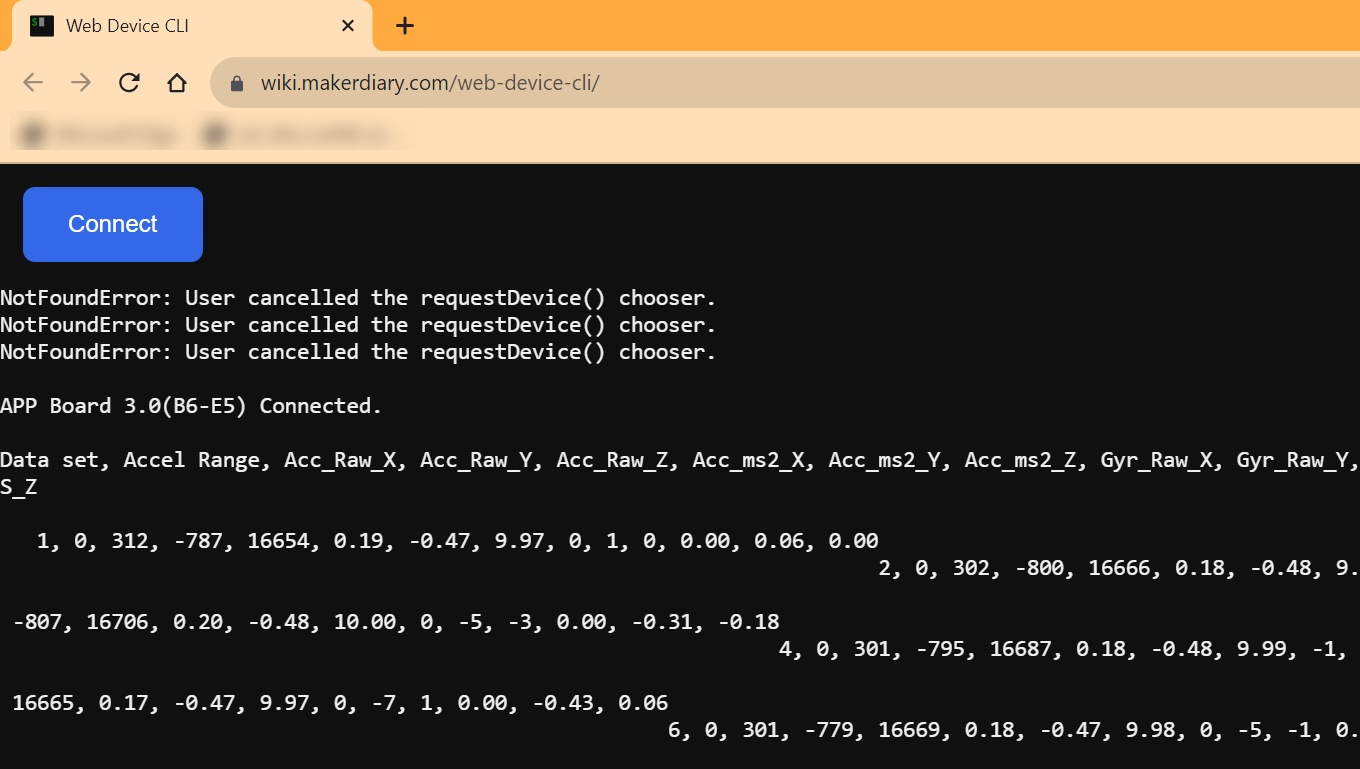 Web Device CLI
wiki.makerdiary.com/web-device-cli/
Connect
NotFoundError: User cancelled the requestDevice() chooser.
NotFoundError: User cancelled the requestDevice() chooser.
NotFoundError: User cancelled the requestDevice() chooser.
APP Board 3.0(B6-E5) Connected.
Data set, Accel Range, Acc_Raw_X, Acc_Raw_Y, Acc_Raw_Z, Acc_ms2_X, Acc_ms2_Y, Acc_ms2_Z, Gyr_Raw_X, Gyr_Raw_Y,
S_Z
1, 0, 312, -787, 16654, 0.19, -0.47, 9.97, 0, 1, 0, 0.00, 0.06, 0.00
2, 0, 302, -800, 16666, 0.18, -0.48, 9.
-807, 16706, 0.20, -0.48, 10.00, 0, -5, -3, 0.00, -0.31, -0.18
4, 0, 301, -795, 16687, 0.18, -0.48, 9.99, -1,
16665, 0.17, -0.47, 9.97, 0, -7, 1, 0.00, -0.43, 0.06
6, 0, 301, -779, 16669, 0.18, -0.47, 9.98, 0, -5, -1, 0.